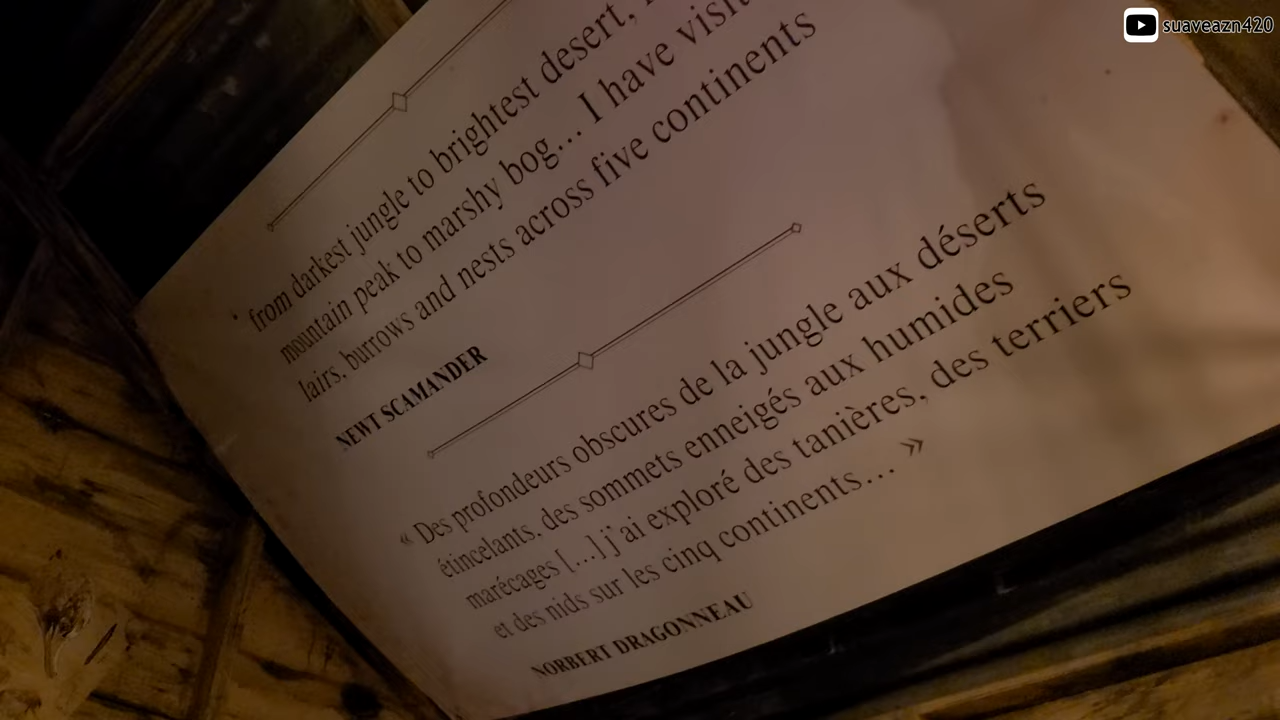 suaveazn420
' from darkest jungle to brightest desert,
mountain peak to marshy bog... I have
lairs, burrows and nests across five continents
NEWT SCAMANDER
« Des profondeurs obscures de la jungle aux déserts
étincelants, des sommets enneigés aux humides
marécages [...] j'ai exploré des tanières, des terriers
et des nids sur les cinq continents... »
NORBERT DRAGONNEAU